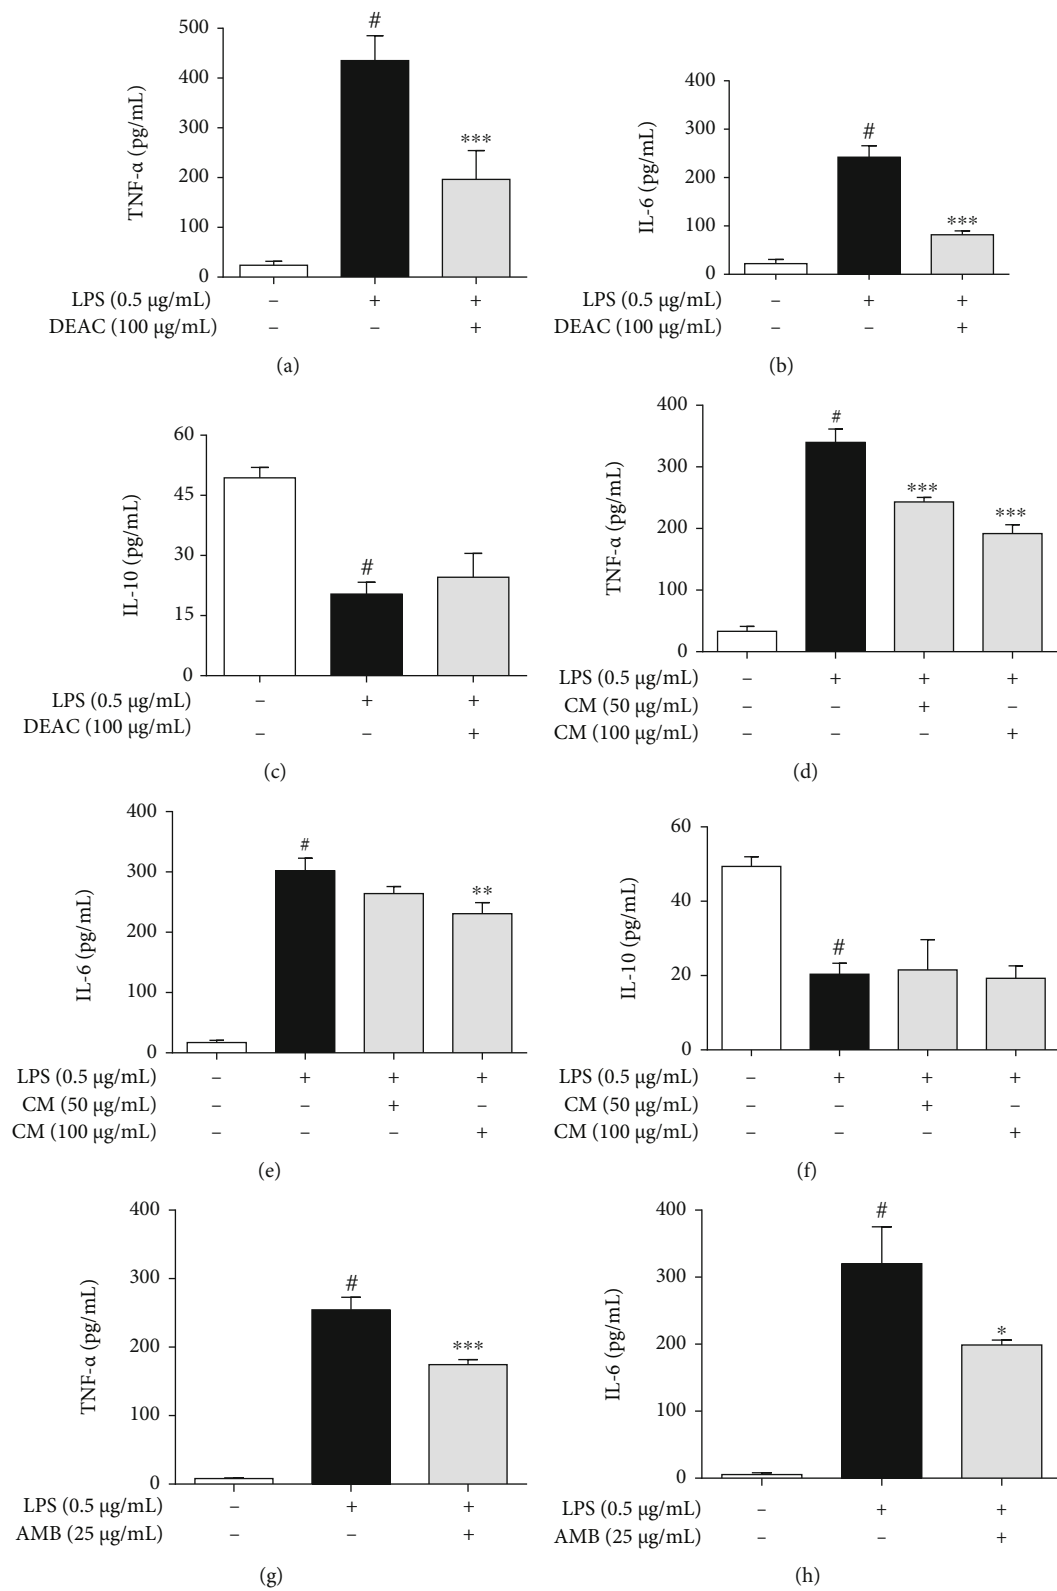 TNF-α (pg/mL)
500
400
300
200
100
0
#
***
LPS (0.5 μg/mL) − + +
DEAC (100 μg/mL) − − +
(a)
IL-6 (pg/mL)
400
300
200
100
0
#
***
LPS (0.5 μg/mL) − + +
DEAC (100 μg/mL) − − +
(b)
IL-10 (pg/mL)
60
45
30
15
0
#
LPS (0.5 μg/mL) − + +
DEAC (100 μg/mL) − − +
(c)
TNF-α (pg/mL)
400
300
200
100
0
#
***
***
LPS (0.5 μg/mL) − + + +
CM (50 μg/mL) − − + −
CM (100 μg/mL) − − − +
(d)
IL-6 (pg/mL)
400
300
200
100
0
#
**
LPS (0.5 μg/mL) − + + +
CM (50 μg/mL) − − + −
CM (100 μg/mL) − − − +
(e)
IL-10 (pg/mL)
60
40
20
0
#
LPS (0.5 μg/mL) − + + +
CM (50 μg/mL) − − + −
CM (100 μg/mL) − − − +
(f)
TNF-α (pg/mL)
400
300
200
100
0
#
***
LPS (0.5 μg/mL) − + +
AMB (25 μg/mL) − − +
(g)
IL-6 (pg/mL)
400
300
200
100
0
#
*
LPS (0.5 μg/mL) − + +
AMB (25 μg/mL) − − +
(h)